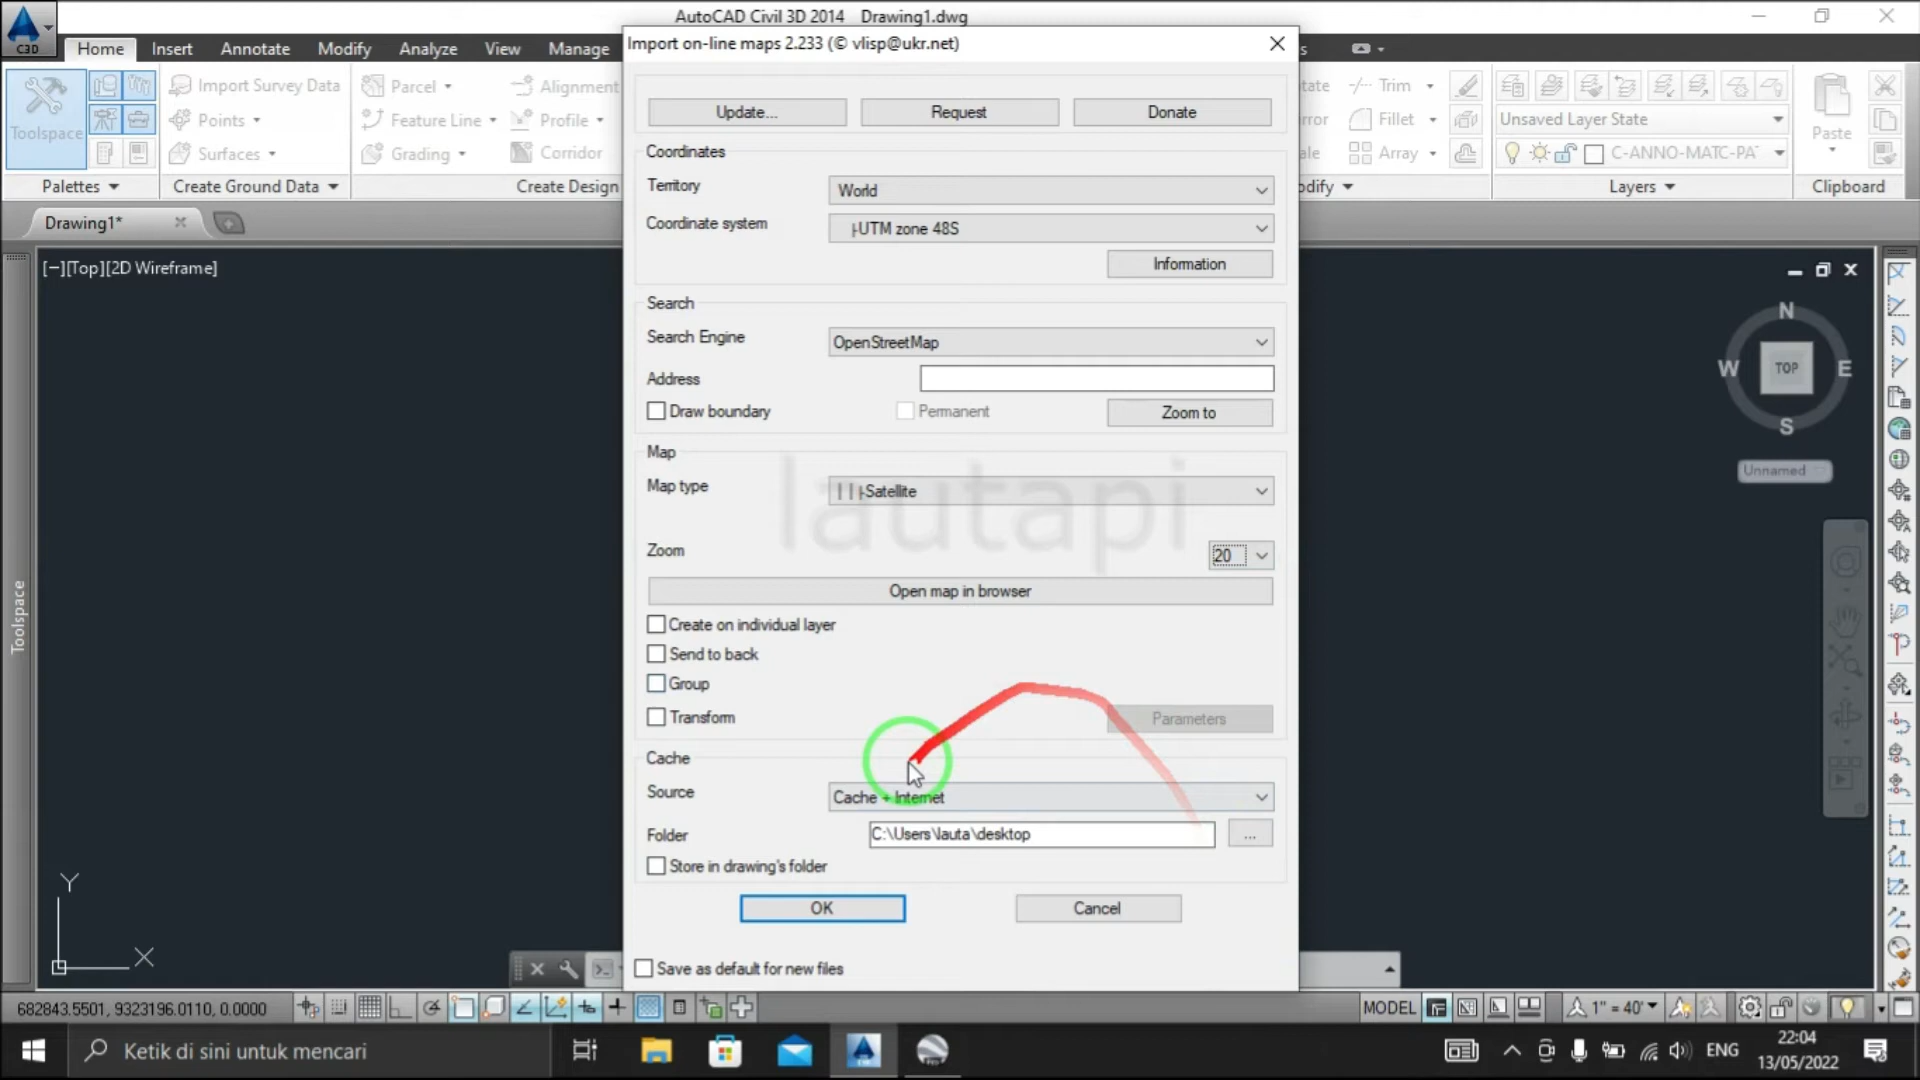 AutoCAD Civil 3D 2014 Drawing1.dwg
C3D
Home Insert Annotate Modify Analyze View Manage
Import on-line maps 2.233 (© vlisp@ukr.net)
Toolspace
Import Survey Data
Points
Surfaces
Parcel
Feature Line
Grading
Alignment
Profile
Corridor
Trim
Fillet
Array
Unsaved Layer State
C-ANNO-MATC-PA
Paste
Palettes
Create Ground Data
Create Design
Layers
Clipboard
Drawing1*
[−][Top][2D Wireframe]
Update...
Request
Donate
Coordinates
Territory
World
Coordinate system
UTM zone 48S
Information
Search
Search Engine
OpenStreetMap
Address
Draw boundary
Permanent
Zoom to
Map
Map type
Satellite
lautapi
Zoom
20
Open map in browser
Create on individual layer
Send to back
Group
Transform
Parameters
Cache
Source
Cache + Internet
Folder
C:\Users\lauta\desktop
...
Store in drawing's folder
OK
Cancel
Save as default for new files
N
W
TOP
E
S
Unnamed
Toolspace
Y
X
682843.5501, 9323196.0110, 0.0000
MODEL
1" = 40'
Ketik di sini untuk mencari
ENG
22:04
13/05/2022